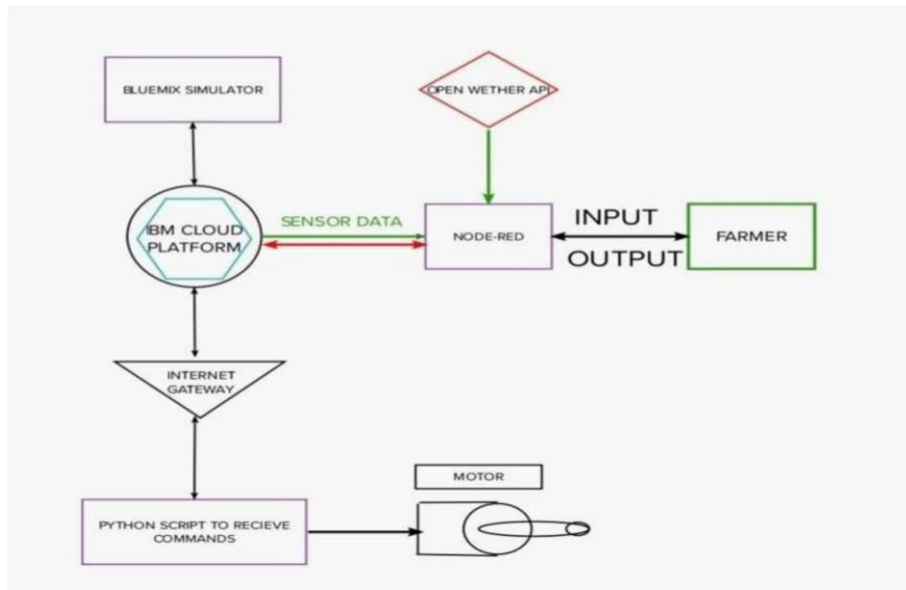 BLUEMIX SIMULATOR
OPEN WETHER API
IBM CLOUD
PLATFORM
SENSOR DATA
NODE-RED
INPUT
OUTPUT
FARMER
INTERNET
GATEWAY
MOTOR
PYTHON SCRIPT TO RECIEVE
COMMANDS